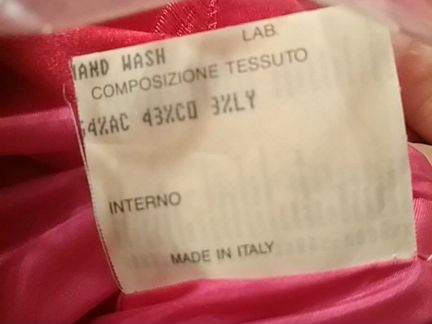 HAND WASH
LAB.
COMPOSIZIONE TESSUTO
54%AC 43%CO 3%LY
INTERNO
MADE IN ITALY